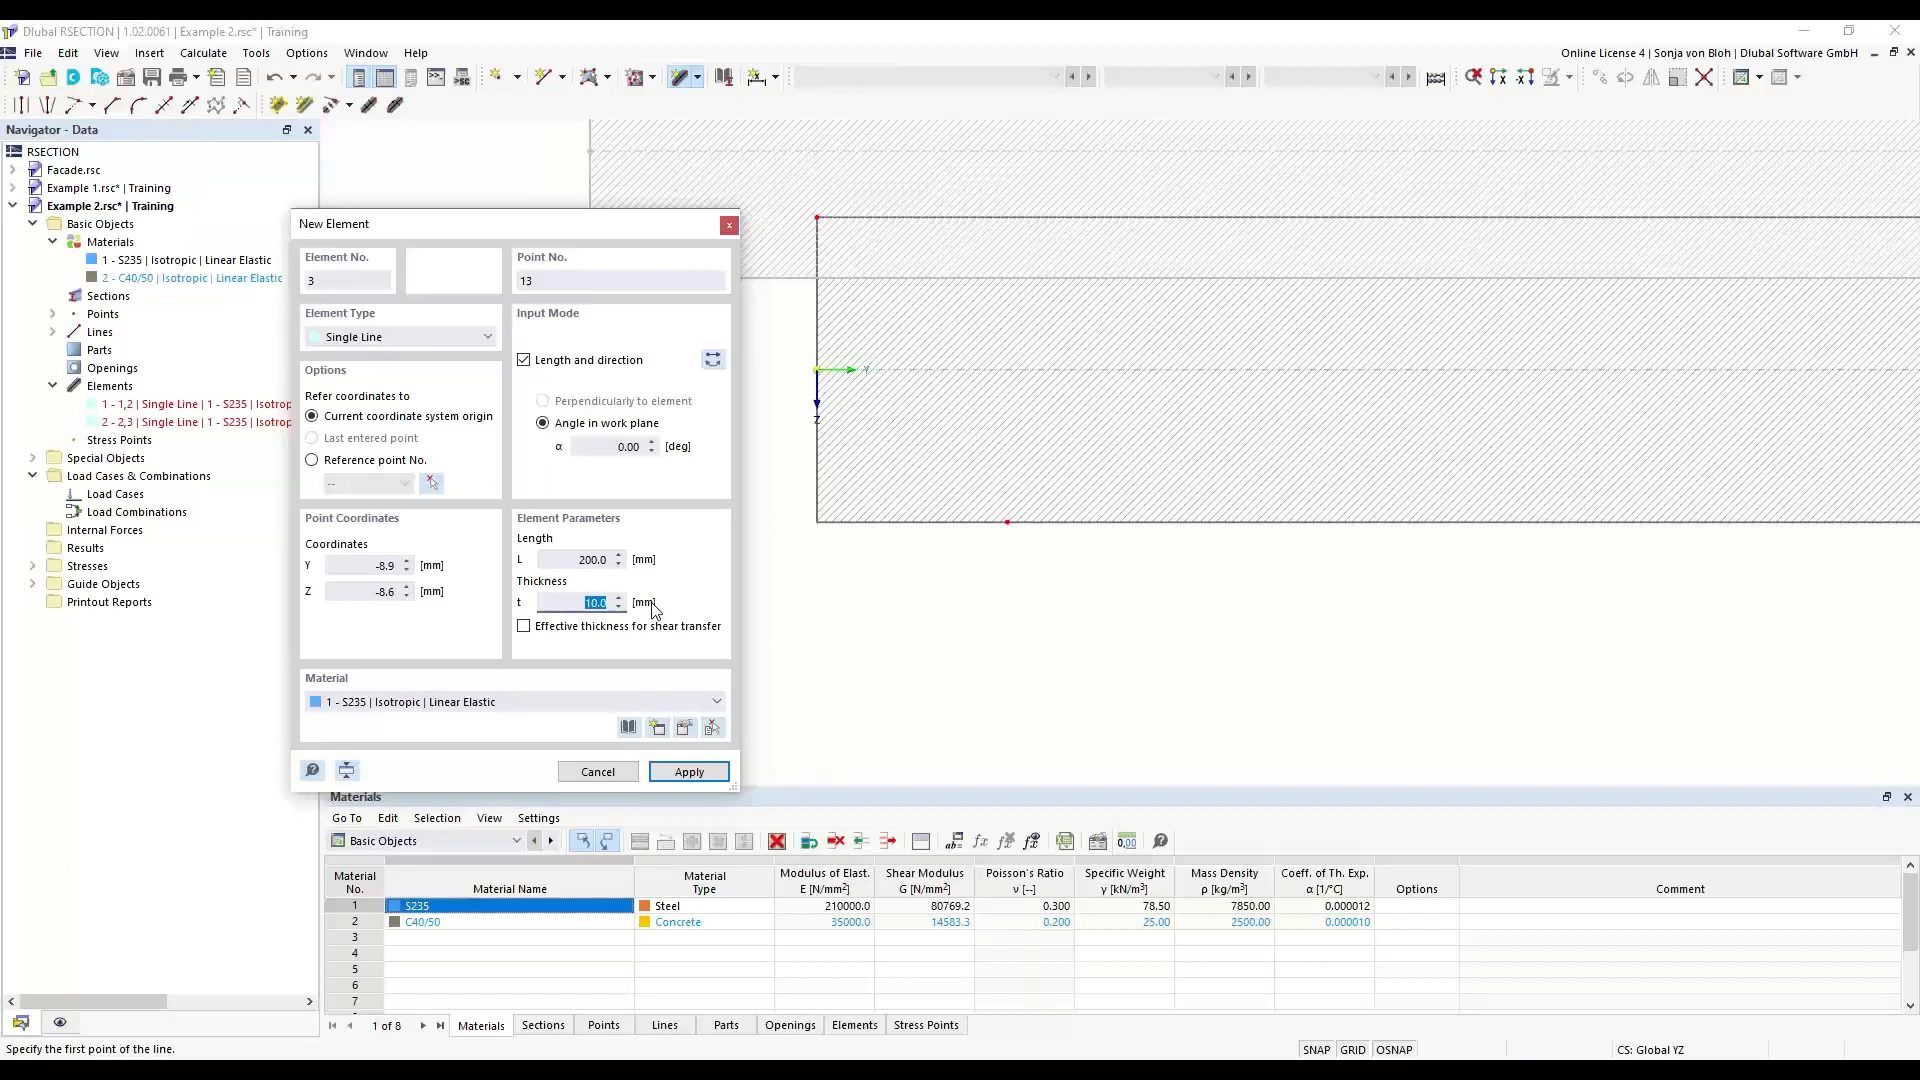 Dlubal RSECTION | 1.02.0061 | Example 2.rsc* | Training
File Edit View Insert Calculate Tools Options Window Help
Online License 4 | Sonja von Bloh | Dlubal Software GmbH
Navigator - Data
RSECTION
Facade.rsc
Example 1.rsc* | Training
Example 2.rsc* | Training
Basic Objects
Materials
1 - S235 | Isotropic | Linear Elastic
2 - C40/50 | Isotropic | Linear Elastic
Sections
Points
Lines
Parts
Openings
Elements
1 - 1,2 | Single Line | 1 - S235 | Isotrop
2 - 2,3 | Single Line | 1 - S235 | Isotrop
Stress Points
Special Objects
Load Cases & Combinations
Load Cases
Load Combinations
Internal Forces
Results
Stresses
Guide Objects
Printout Reports
New Element
Element No.
3
Point No.
13
Element Type
Single Line
Input Mode
Length and direction
Perpendicularly to element
Angle in work plane
α 0.00 [deg]
Options
Refer coordinates to
Current coordinate system origin
Last entered point
Reference point No.
--
Point Coordinates
Coordinates
Y -8.9 [mm]
Z -8.6 [mm]
Element Parameters
Length
L 200.0 [mm]
Thickness
t 10.0 [mm]
Effective thickness for shear transfer
Material
1 - S235 | Isotropic | Linear Elastic
Cancel Apply
Y
Z
Materials
Go To Edit Selection View Settings
Basic Objects
Material No. Material Name Material Type Modulus of Elast. E [N/mm²] Shear Modulus G [N/mm²] Poisson's Ratio ν [--] Specific Weight γ [kN/m³] Mass Density ρ [kg/m³] Coeff. of Th. Exp. α [1/°C] Options Comment
1 S235 Steel 210000.0 80769.2 0.300 78.50 7850.00 0.000012
2 C40/50 Concrete 35000.0 14583.3 0.200 25.00 2500.00 0.000010
3
4
5
6
7
1 of 8 Materials Sections Points Lines Parts Openings Elements Stress Points
Specify the first point of the line.
SNAP GRID OSNAP CS: Global YZ